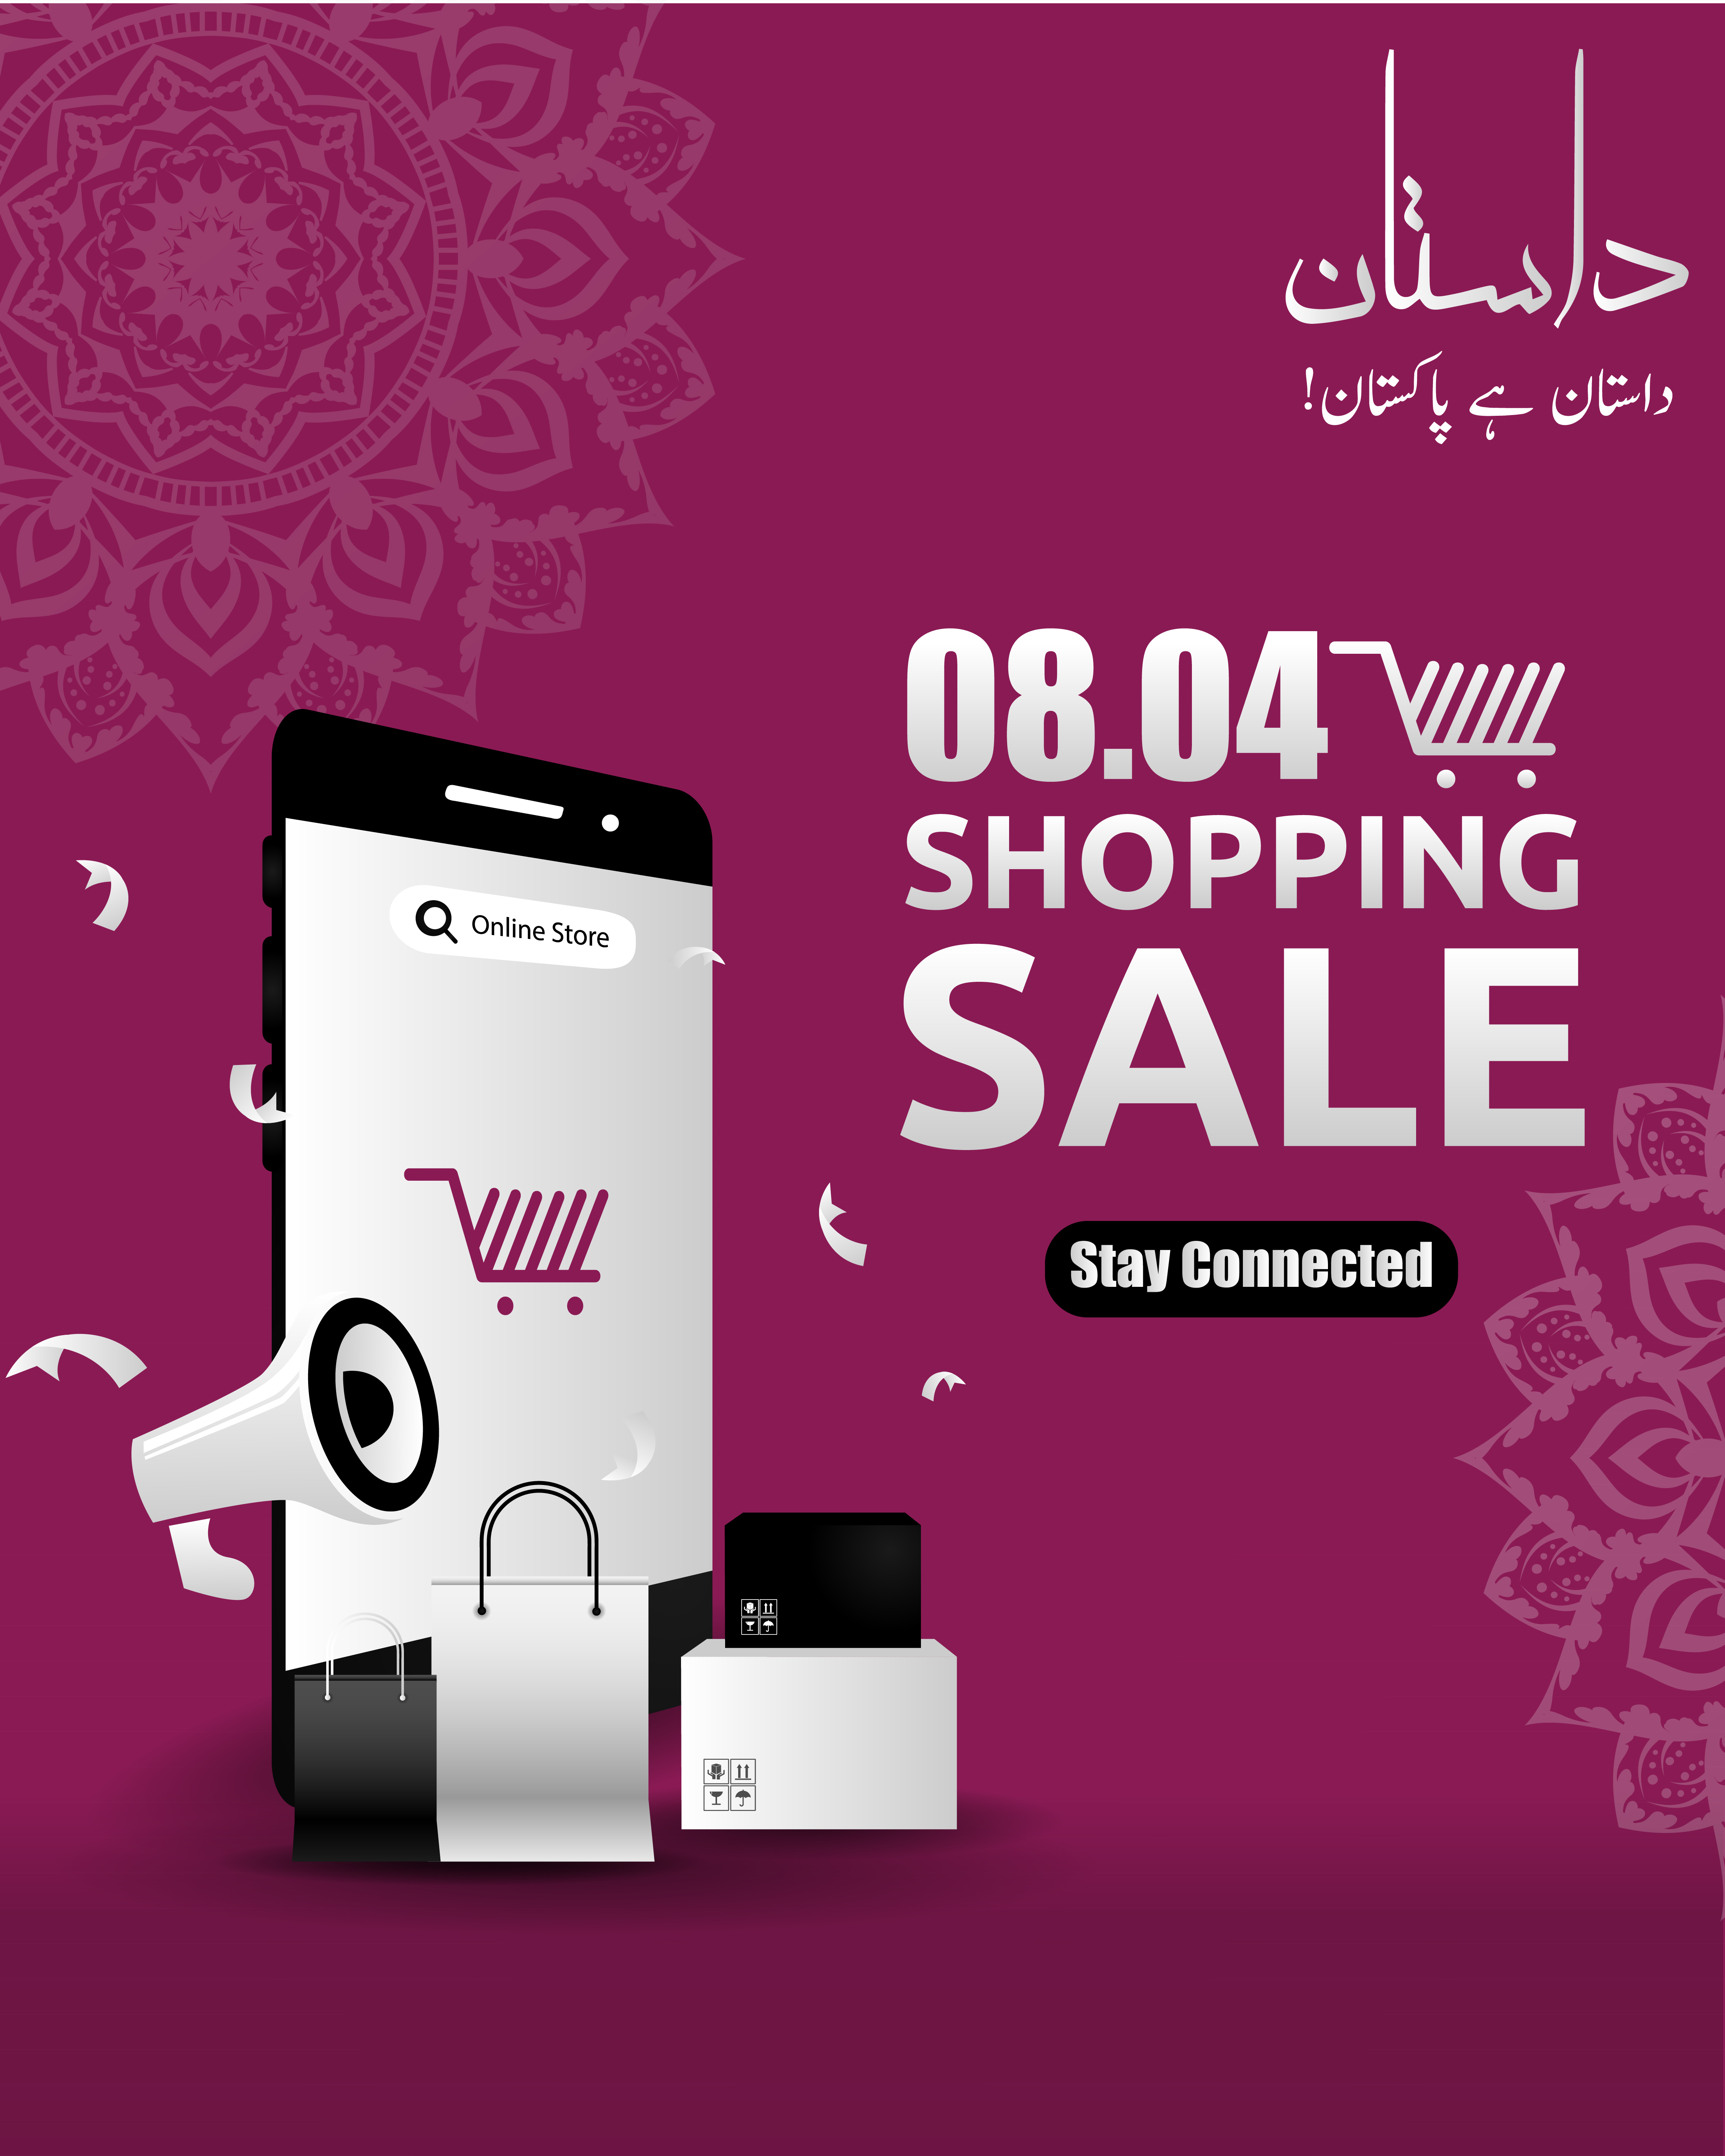 داستان
داستان ہے پاکستان!
08.04
SHOPPING
SALE
Online Store
Stay Connected